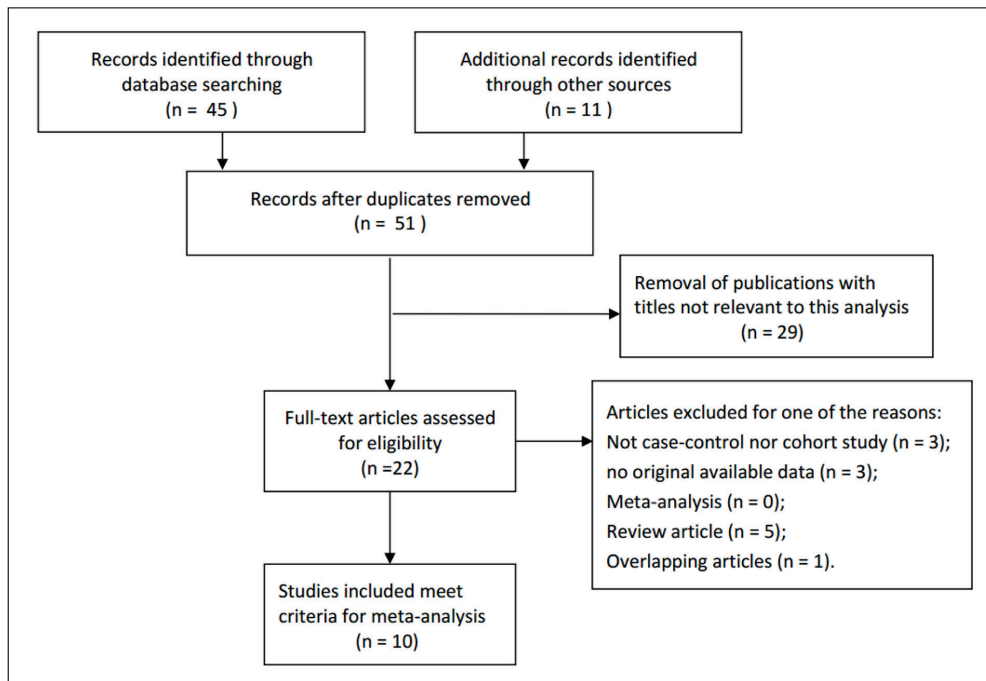 Records identified through
database searching
(n = 45 )
Additional records identified
through other sources
(n = 11 )
Records after duplicates removed
(n = 51 )
Removal of publications with
titles not relevant to this analysis
(n = 29)
Full-text articles assessed
for eligibility
(n =22)
Articles excluded for one of the reasons:
Not case-control nor cohort study (n = 3);
no original available data (n = 3);
Meta-analysis (n = 0);
Review article (n = 5);
Overlapping articles (n = 1).
Studies included meet
criteria for meta-analysis
(n = 10)